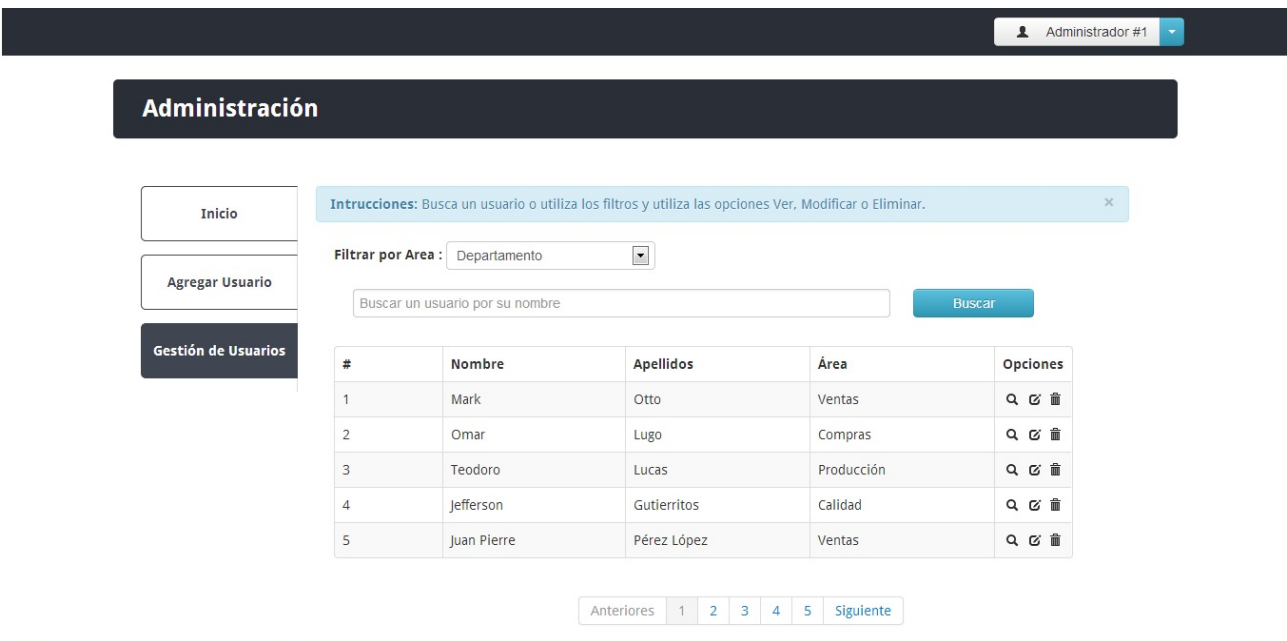 Administrador #1
Administración
Inicio
Agregar Usuario
Gestión de Usuarios
Intrucciones: Busca un usuario o utiliza los filtros y utiliza las opciones Ver, Modificar o Eliminar. ×
Filtrar por Area : Departamento
Buscar un usuario por su nombre Buscar
# Nombre Apellidos Área Opciones
1 Mark Otto Ventas
2 Omar Lugo Compras
3 Teodoro Lucas Producción
4 Jefferson Gutierritos Calidad
5 Juan Pierre Pérez López Ventas
Anteriores 1 2 3 4 5 Siguiente